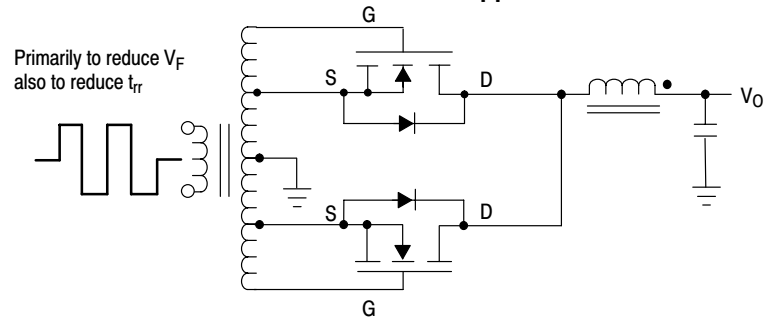 G
Primarily to reduce VF
also to reduce trr
S
D
VO
S
D
G